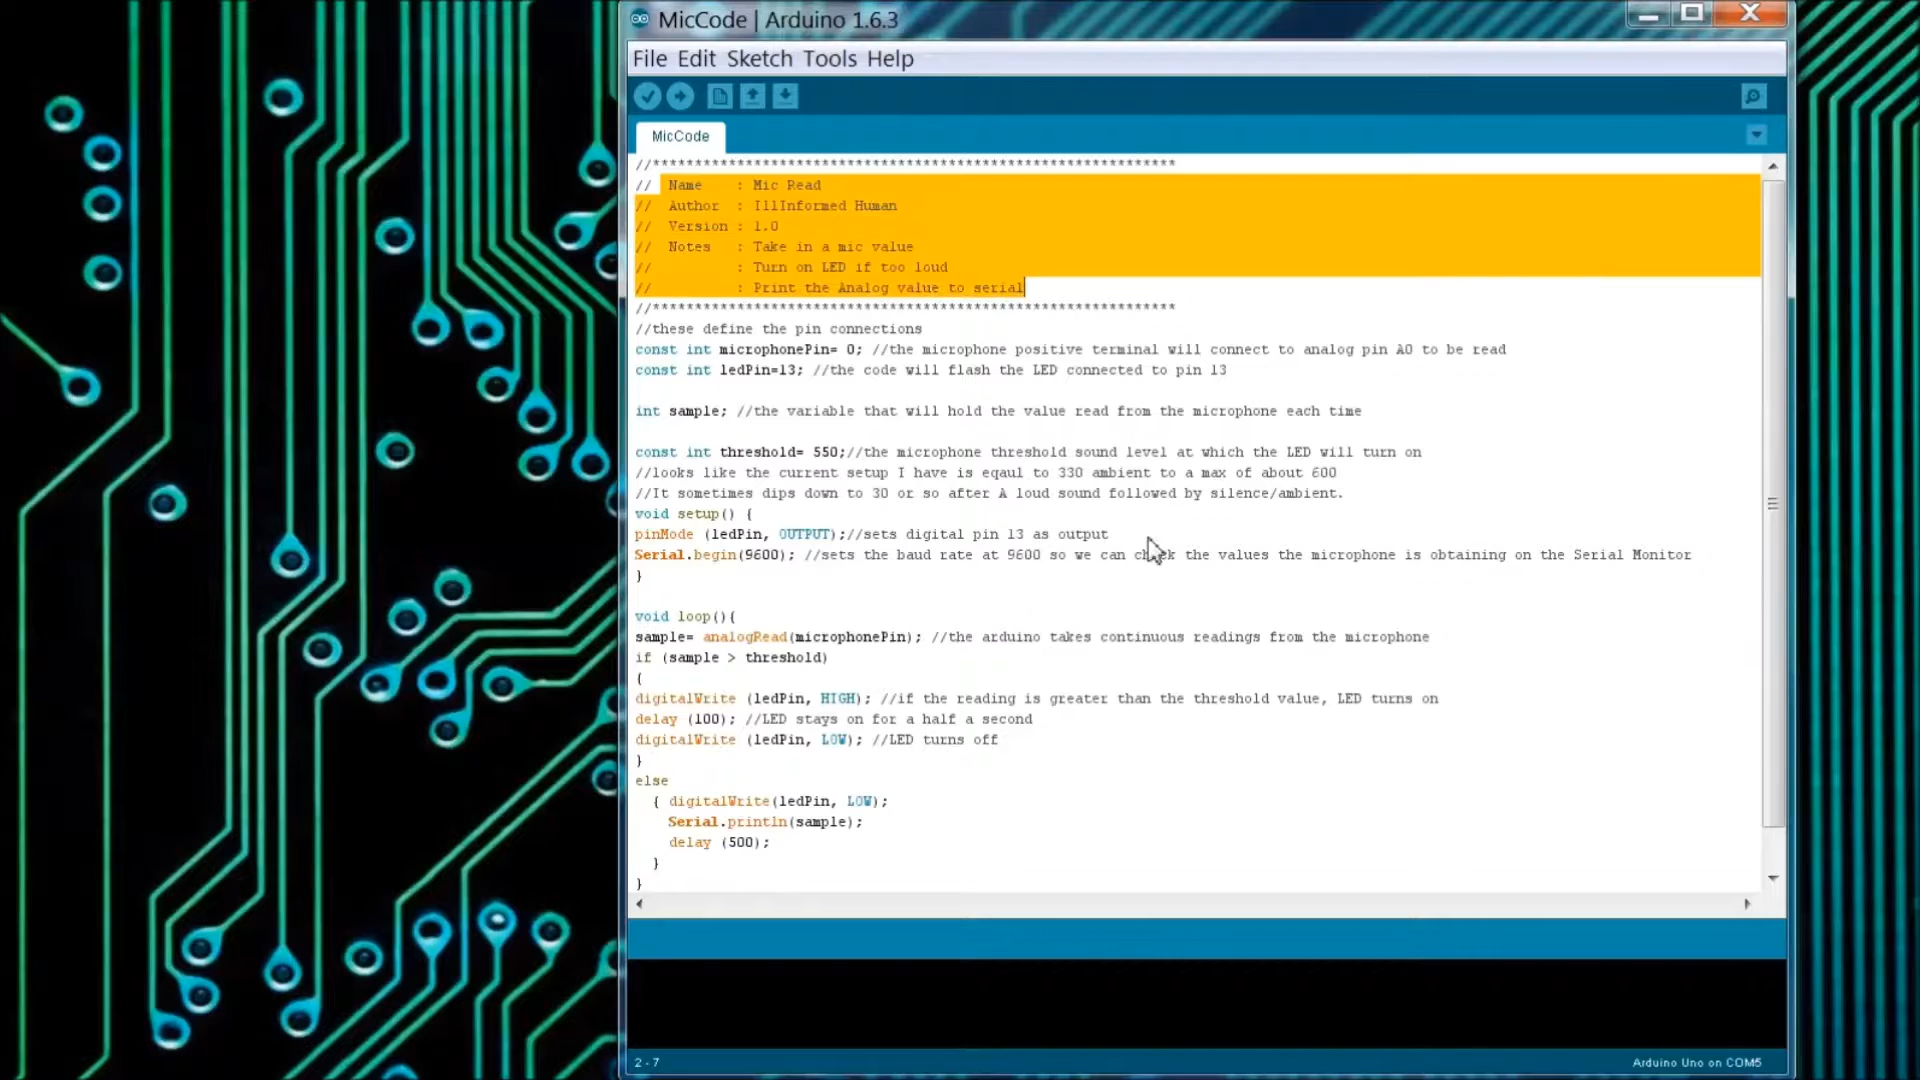 MicCode | Arduino 1.6.3
File Edit Sketch Tools Help
MicCode
//**************************************************************
// Name : Mic Read
// Author : IllInformed Human
// Version : 1.0
// Notes : Take in a mic value
// : Turn on LED if too loud
// : Print the Analog value to serial
//**************************************************************
//these define the pin connections
const int microphonePin= 0; //the microphone positive terminal will connect to analog pin A0 to be read
const int ledPin=13; //the code will flash the LED connected to pin 13
int sample; //the variable that will hold the value read from the microphone each time
const int threshold= 550;//the microphone threshold sound level at which the LED will turn on
//looks like the current setup I have is eqaul to 330 ambient to a max of about 600
//It sometimes dips down to 30 or so after A loud sound followed by silence/ambient.
void setup() {
pinMode (ledPin, OUTPUT);//sets digital pin 13 as output
Serial.begin(9600); //sets the baud rate at 9600 so we can check the values the microphone is obtaining on the Serial Monitor
}
void loop(){
sample= analogRead(microphonePin); //the arduino takes continuous readings from the microphone
if (sample > threshold)
{
digitalWrite (ledPin, HIGH); //if the reading is greater than the threshold value, LED turns on
delay (100); //LED stays on for a half a second
digitalWrite (ledPin, LOW); //LED turns off
}
else
{ digitalWrite(ledPin, LOW);
Serial.println(sample);
delay (500);
}
}
2 - 7
Arduino Uno on COM5